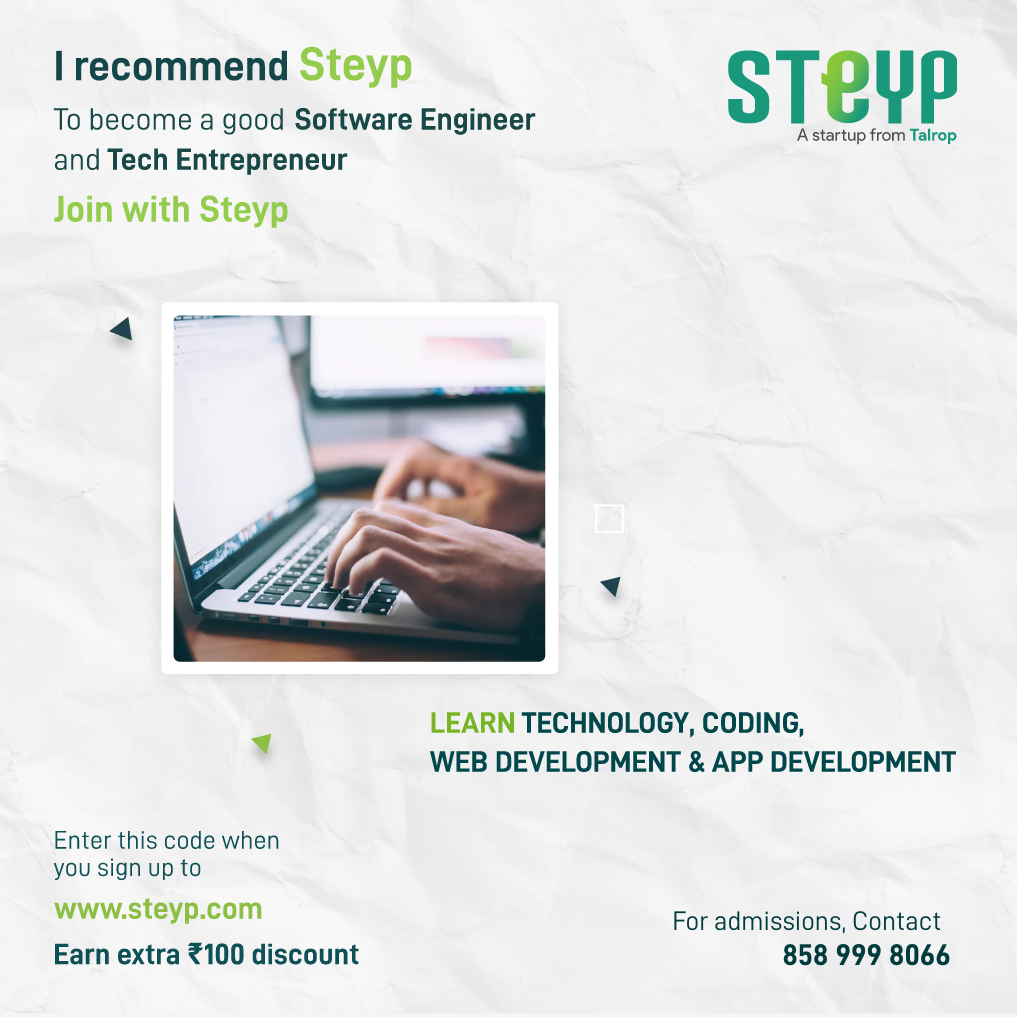 I recommend Steyp
To become a good Software Engineer
and Tech Entrepreneur
Join with Steyp
STeYP
A startup from Talrop
LEARN TECHNOLOGY, CODING,
WEB DEVELOPMENT & APP DEVELOPMENT
Enter this code when
you sign up to
www.steyp.com
Earn extra ₹100 discount
For admissions, Contact
858 999 8066